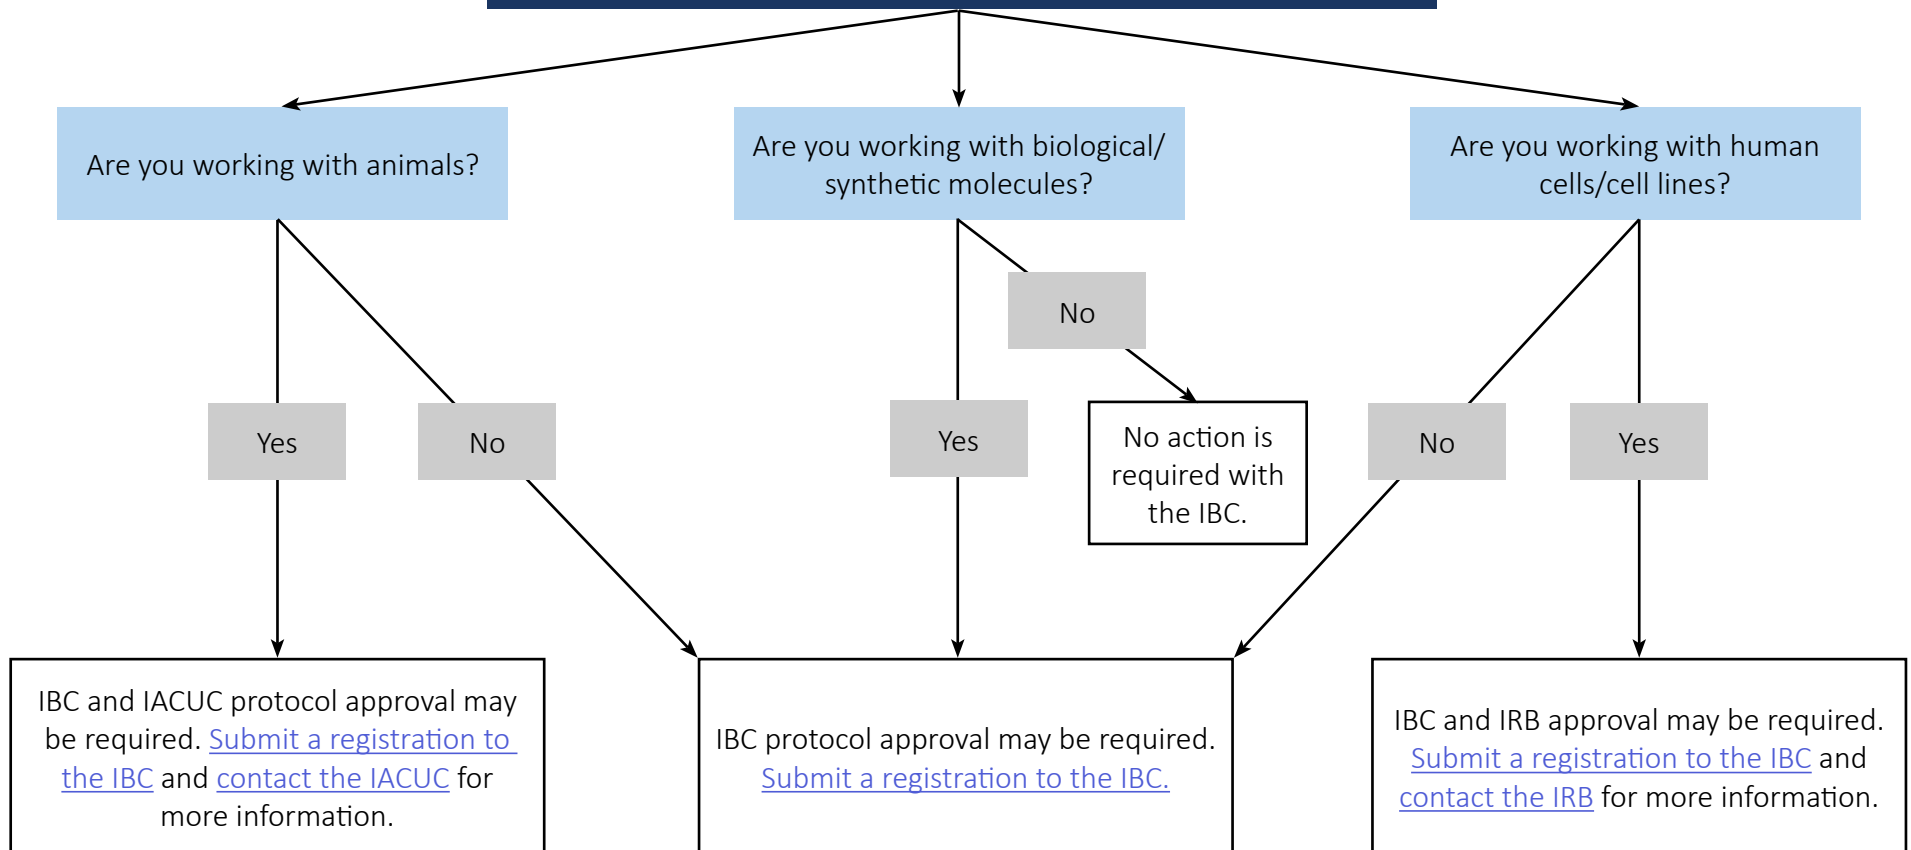 Are you working with animals?
Are you working with biological/
synthetic molecules?
Are you working with human
cells/cell lines?
No
Yes
No
Yes
No action is
required with
the IBC.
No
Yes
IBC and IACUC protocol approval may
be required. Submit a registration to
the IBC and contact the IACUC for
more information.
IBC protocol approval may be required.
Submit a registration to the IBC.
IBC and IRB approval may be required.
Submit a registration to the IBC and
contact the IRB for more information.